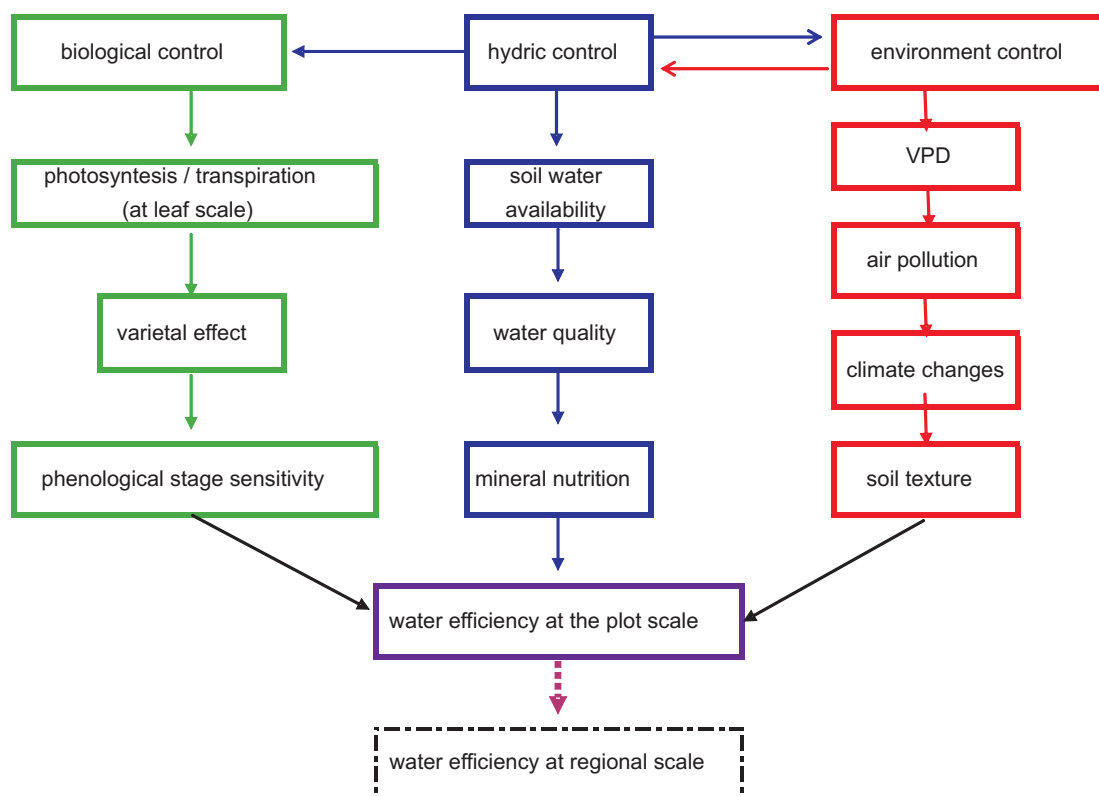 biological control
hydric control
environment control
photosyntesis / transpiration
(at leaf scale)
soil water
availability
VPD
air pollution
varietal effect
water quality
climate changes
phenological stage sensitivity
mineral nutrition
soil texture
water efficiency at the plot scale
water efficiency at regional scale